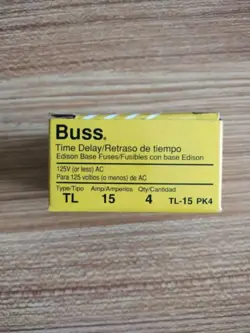 Buss.
Time Delay/Retraso de tiempo
Edison Base Fuses/Fusibles con base Edison
125V (or less) AC
Para 125 voltios (o menos) de AC
Type/Tipo Amp/Amperios Qty/Cantidad
TL 15 4 TL-15 PK4